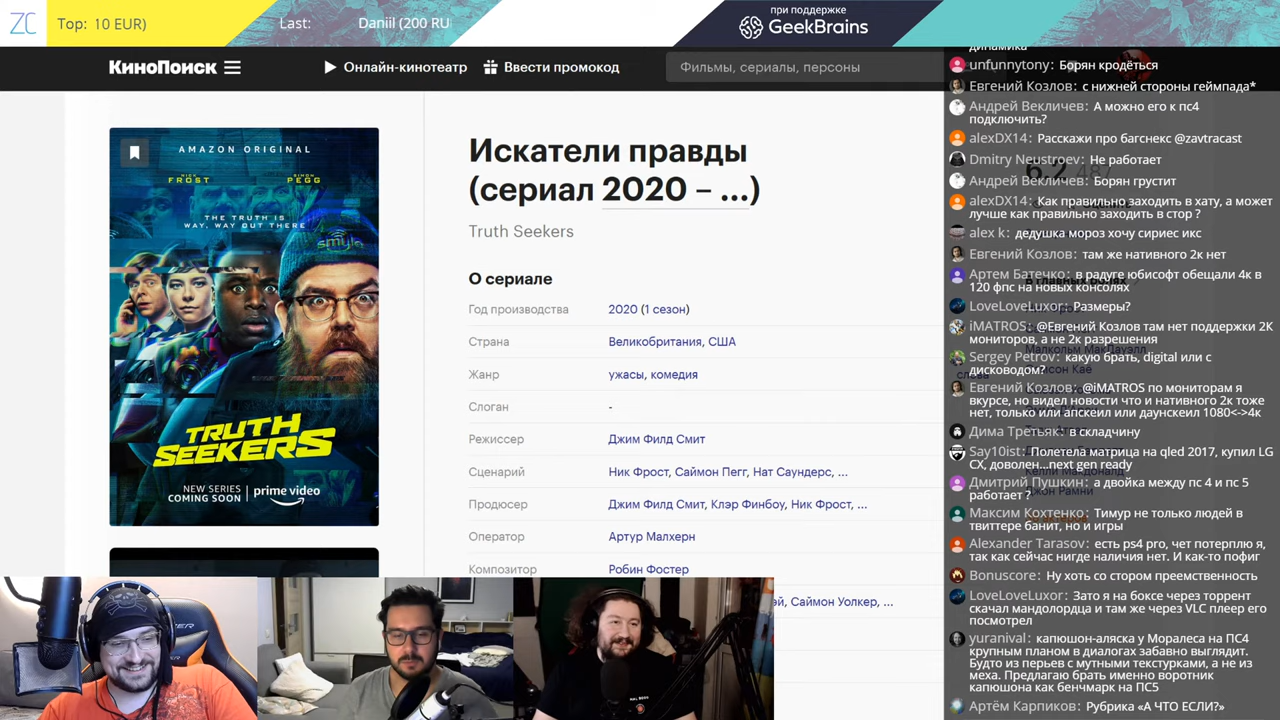 ZC
Top: 10 EUR)
Last:
Daniil (200 RU
при поддержке
GeekBrains
КиноПоиск
Онлайн-кинотеатр
Ввести промокод
Фильмы, сериалы, персоны
AMAZON ORIGINAL
NICK FROST
SIMON PEGG
THE TRUTH IS
WAY, WAY OUT THERE
smyle
TRUTH
SEEKERS
NEW SERIES
COMING SOON
prime video
Искатели правды
(сериал 2020 – ...)
Truth Seekers
О сериале
Год производства
2020 (1 сезон)
Страна
Великобритания, США
Жанр
ужасы, комедия
Слоган
-
Режиссер
Джим Филд Смит
Сценарий
Ник Фрост, Саймон Пегг, Нат Саундерс, ...
Продюсер
Джим Филд Смит, Клэр Финбоу, Ник Фрост, ...
Оператор
Артур Малхерн
Композитор
Робин Фостер
эй, Саймон Уолкер, ...
динамика
unfunnytony: Борян кродёться
Евгений Козлов: с нижней стороны геймпада*
Андрей Векличев: А можно его к пс4
подключить?
alexDX14: Расскажи про багснекс @zavtracast
Dmitry Neustroev: Не работает
Андрей Векличев: Борян грустит
alexDX14: Как правильно заходить в хату, а может
лучше как правильно заходить в стор ?
alex k: дедушка мороз хочу сириес икс
Евгений Козлов: там же нативного 2к нет
Артем Батечко: в радуге юбисофт обещали 4к в
120 фпс на новых консолях
LoveLoveLuxor: Размеры?
iMATROS: @Евгений Козлов там нет поддержки 2К
мониторов, а не 2к разрешения
Sergey Petrov: какую брать, digital или с
дисководом?
Евгений Козлов: @iMATROS по мониторам я
вкурсе, но видел новости что и нативного 2к тоже
нет, только или апскеил или даунскеил 1080<->4к
Дима Третьяк: в складчину
Say10ist: Полетела матрица на qled 2017, купил LG
CX, доволен...next gen ready
Дмитрий Пушкин: а двойка между пс 4 и пс 5
работает ?
Максим Кохтенко: Тимур не только людей в
твиттере банит, но и игры
Alexander Tarasov: есть ps4 pro, чет потерплю я,
так как сейчас нигде наличия нет. И как-то пофиг
Bonuscore: Ну хоть со стором преемственность
LoveLoveLuxor: Зато я на боксе через торрент
скачал мандолордца и там же через VLC плеер его
посмотрел
yuranival: капюшон-аляска у Моралеса на ПС4
крупным планом в диалогах забавно выглядит.
Будто из перьев с мутными текстурками, а не из
меха. Предлагаю брать именно воротник
капюшона как бенчмарк на ПС5
Артём Карпиков: Рубрика «А ЧТО ЕСЛИ?»